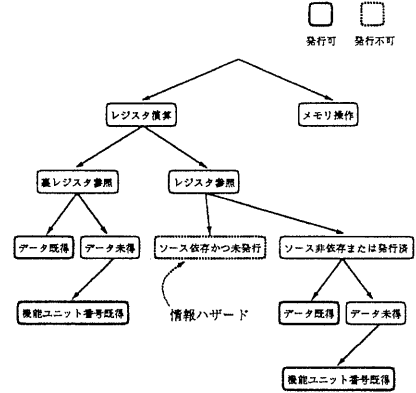 発行可 発行不可
レジスタ演算 メモリ操作
裏レジスタ参照 レジスタ参照
データ既得 データ未得 ソース依存かつ未発行 ソース非依存または発行済
機能ユニット番号既得 情報ハザード データ既得 データ未得
機能ユニット番号既得